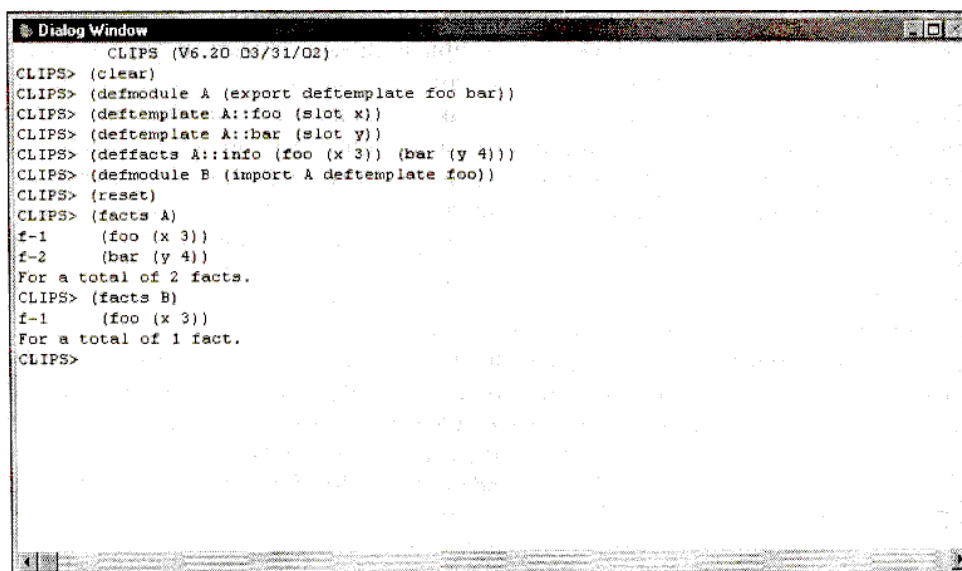 Dialog Window
CLIPS (V6.20 03/31/02)
CLIPS> (clear)
CLIPS> (defmodule A (export deftemplate foo bar))
CLIPS> (deftemplate A::foo (slot x))
CLIPS> (deftemplate A::bar (slot y))
CLIPS> (deffacts A::info (foo (x 3)) (bar (y 4)))
CLIPS> (defmodule B (import A deftemplate foo))
CLIPS> (reset)
CLIPS> (facts A)
f-1 (foo (x 3))
f-2 (bar (y 4))
For a total of 2 facts.
CLIPS> (facts B)
f-1 (foo (x 3))
For a total of 1 fact.
CLIPS>